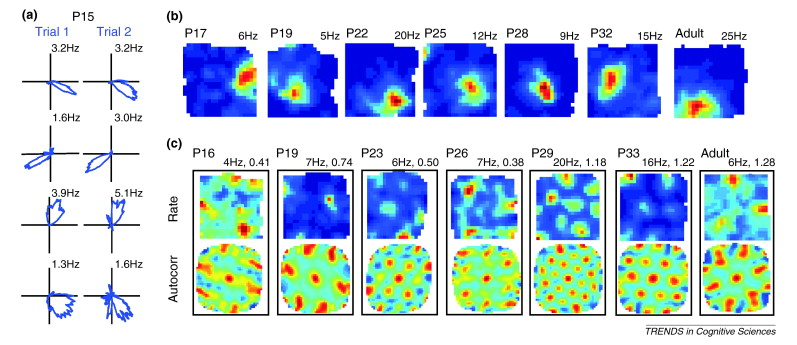 (a) P15
Trial 1 Trial 2
3.2Hz 3.2Hz
1.6Hz 3.0Hz
3.9Hz 5.1Hz
1.3Hz 1.6Hz
(b)
P17 6Hz P19 5Hz P22 20Hz P25 12Hz P28 9Hz P32 15Hz Adult 25Hz
(c)
P16 P19 P23 P26 P29 P33 Adult
4Hz, 0.41 7Hz, 0.74 6Hz, 0.50 7Hz, 0.38 20Hz, 1.18 16Hz, 1.22 6Hz, 1.28
Rate
Autocorr
TRENDS in Cognitive Sciences